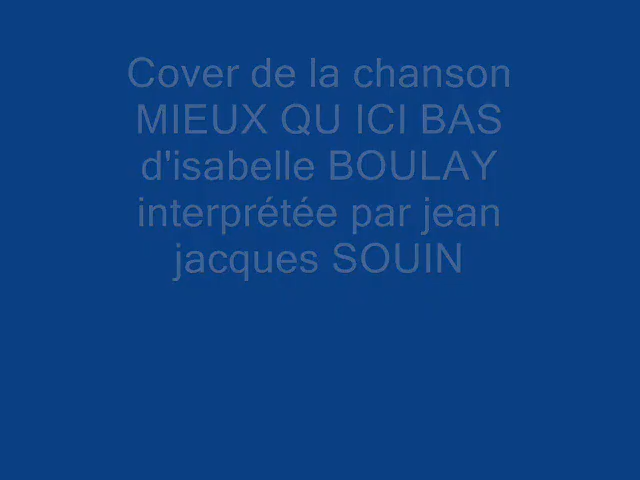 Cover de la chanson
MIEUX QU ICI BAS
d'isabelle BOULAY
interprétée par jean
jacques SOUIN